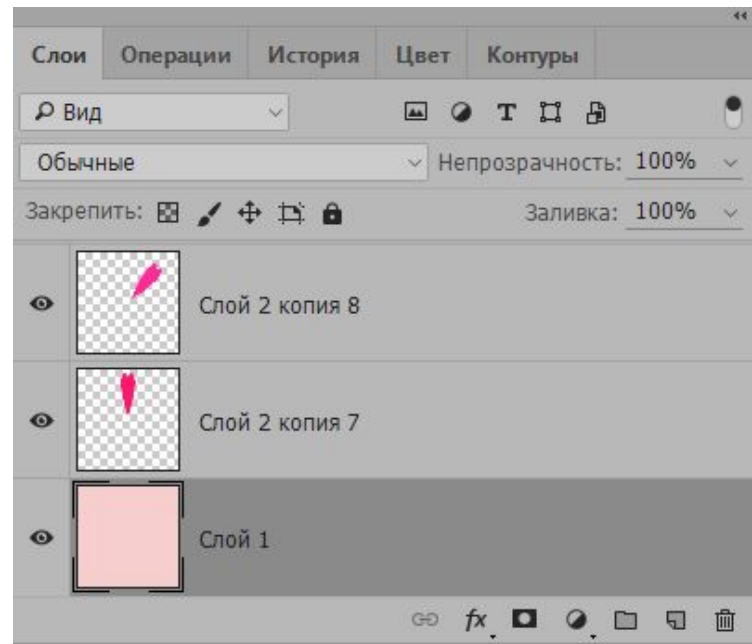 Слои Операции История Цвет Контуры
Вид
Обычные Непрозрачность: 100%
Закрепить: Заливка: 100%
Слой 2 копия 8
Слой 2 копия 7
Слой 1
fx